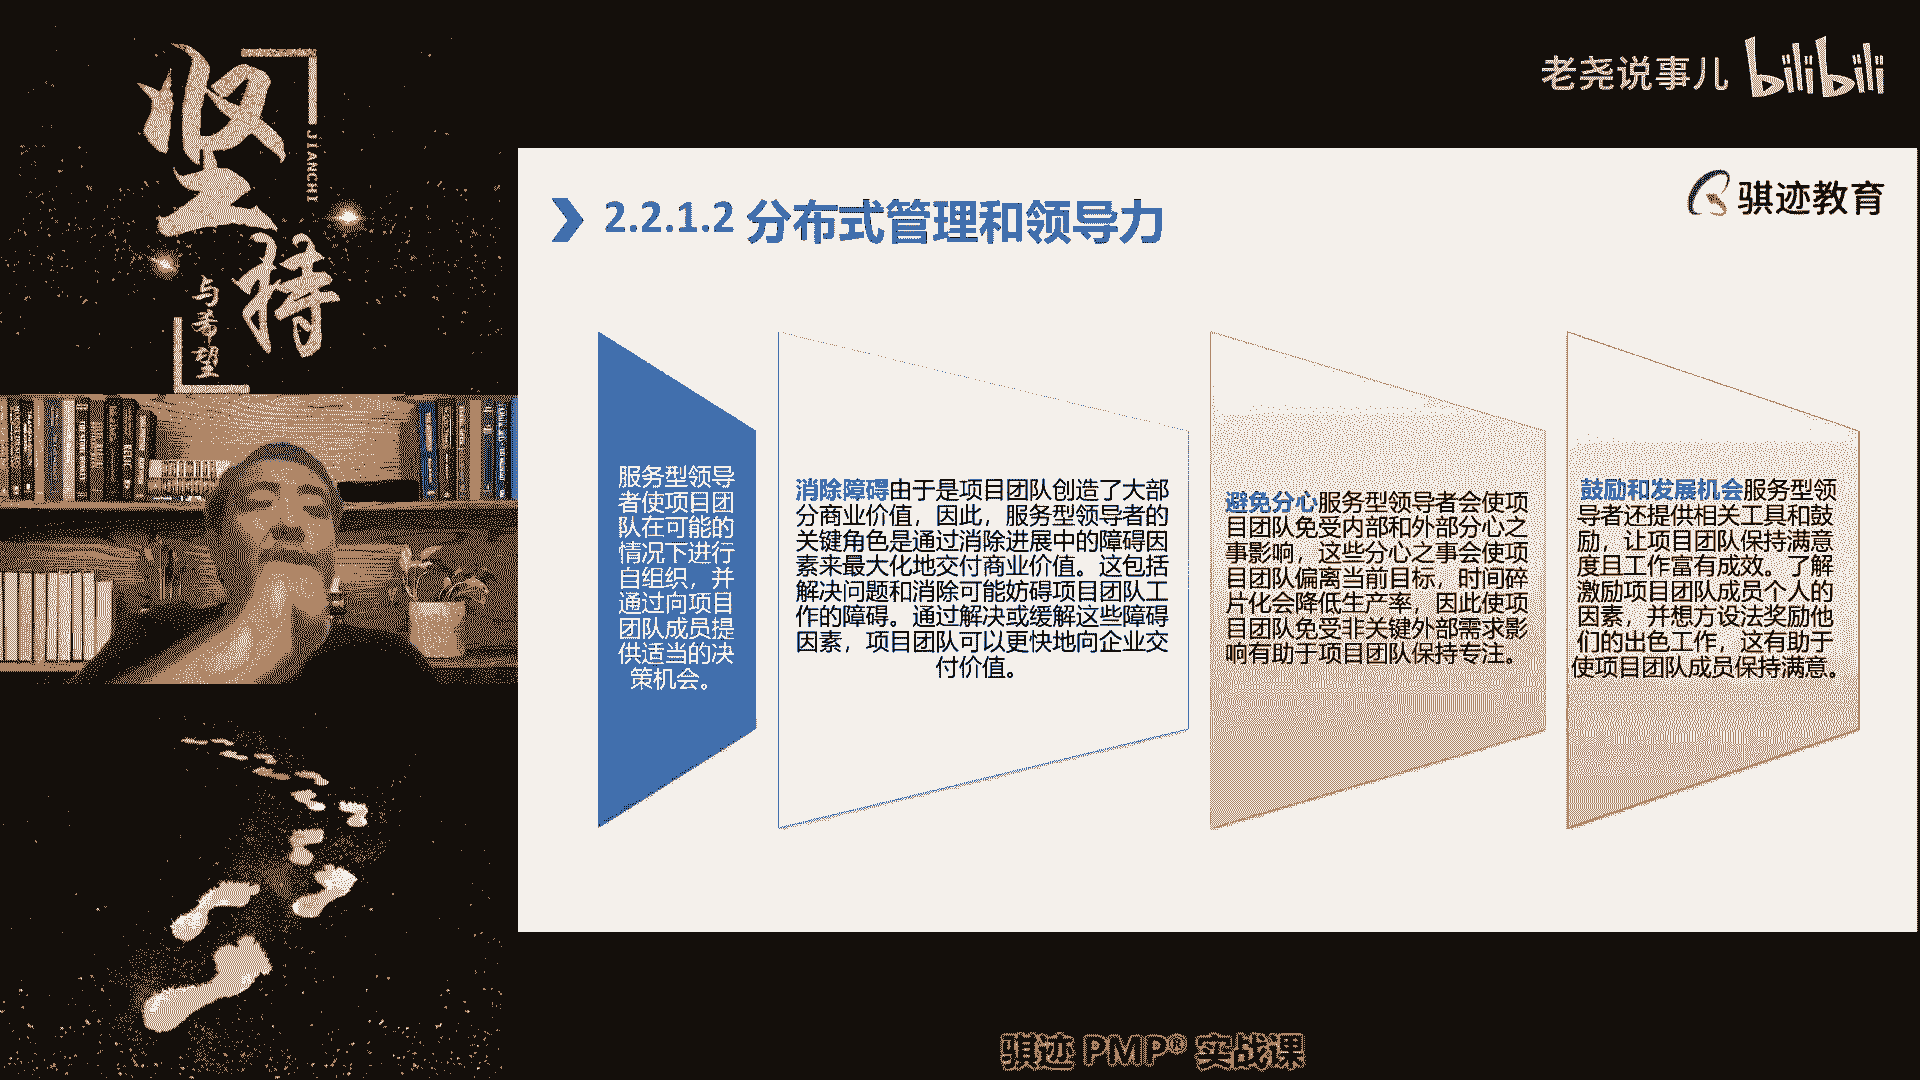 坚持
JIANCHI
与希望
老尧说事儿 bilibili
骐迹教育
2.2.1.2 分布式管理和领导力
服务型领导
者使项目团
队在可能的
情况下进行
自组织，并
通过向项目
团队成员提
供适当的决
策机会。
消除障碍由于是项目团队创造了大部
分商业价值，因此，服务型领导者的
关键角色是通过消除进展中的障碍因
素来最大化地交付商业价值。这包括
解决问题和消除可能妨碍项目团队工
作的障碍。通过解决或缓解这些障碍
因素，项目团队可以更快地向企业交
付价值。
避免分心服务型领导者会使项
目团队免受内部和外部分心之
事影响，这些分心之事会使项
目团队偏离当前目标，时间碎
片化会降低生产率，因此使项
目团队免受非关键外部需求影
响有助于项目团队保持专注。
鼓励和发展机会服务型领
导者还提供相关工具和鼓
励，让项目团队保持满意
度且工作富有成效。了解
激励项目团队成员个人的
因素，并想方设法奖励他
们的出色工作，这有助于
使项目团队成员保持满意。
骐迹 PMP® 实战课